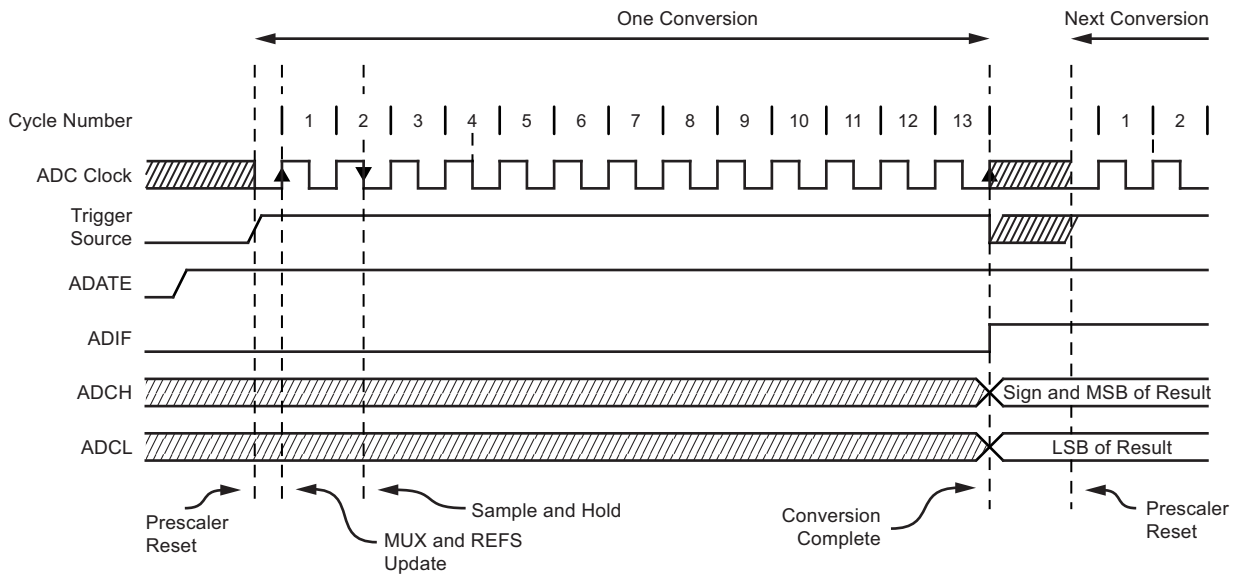 One Conversion
Next Conversion
Cycle Number
1 2 3 4 5 6 7 8 9 10 11 12 13 1 2
ADC Clock
Trigger
Source
ADATE
ADIF
ADCH
Sign and MSB of Result
ADCL
LSB of Result
Prescaler
Reset
MUX and REFS
Update
Sample and Hold
Conversion
Complete
Prescaler
Reset